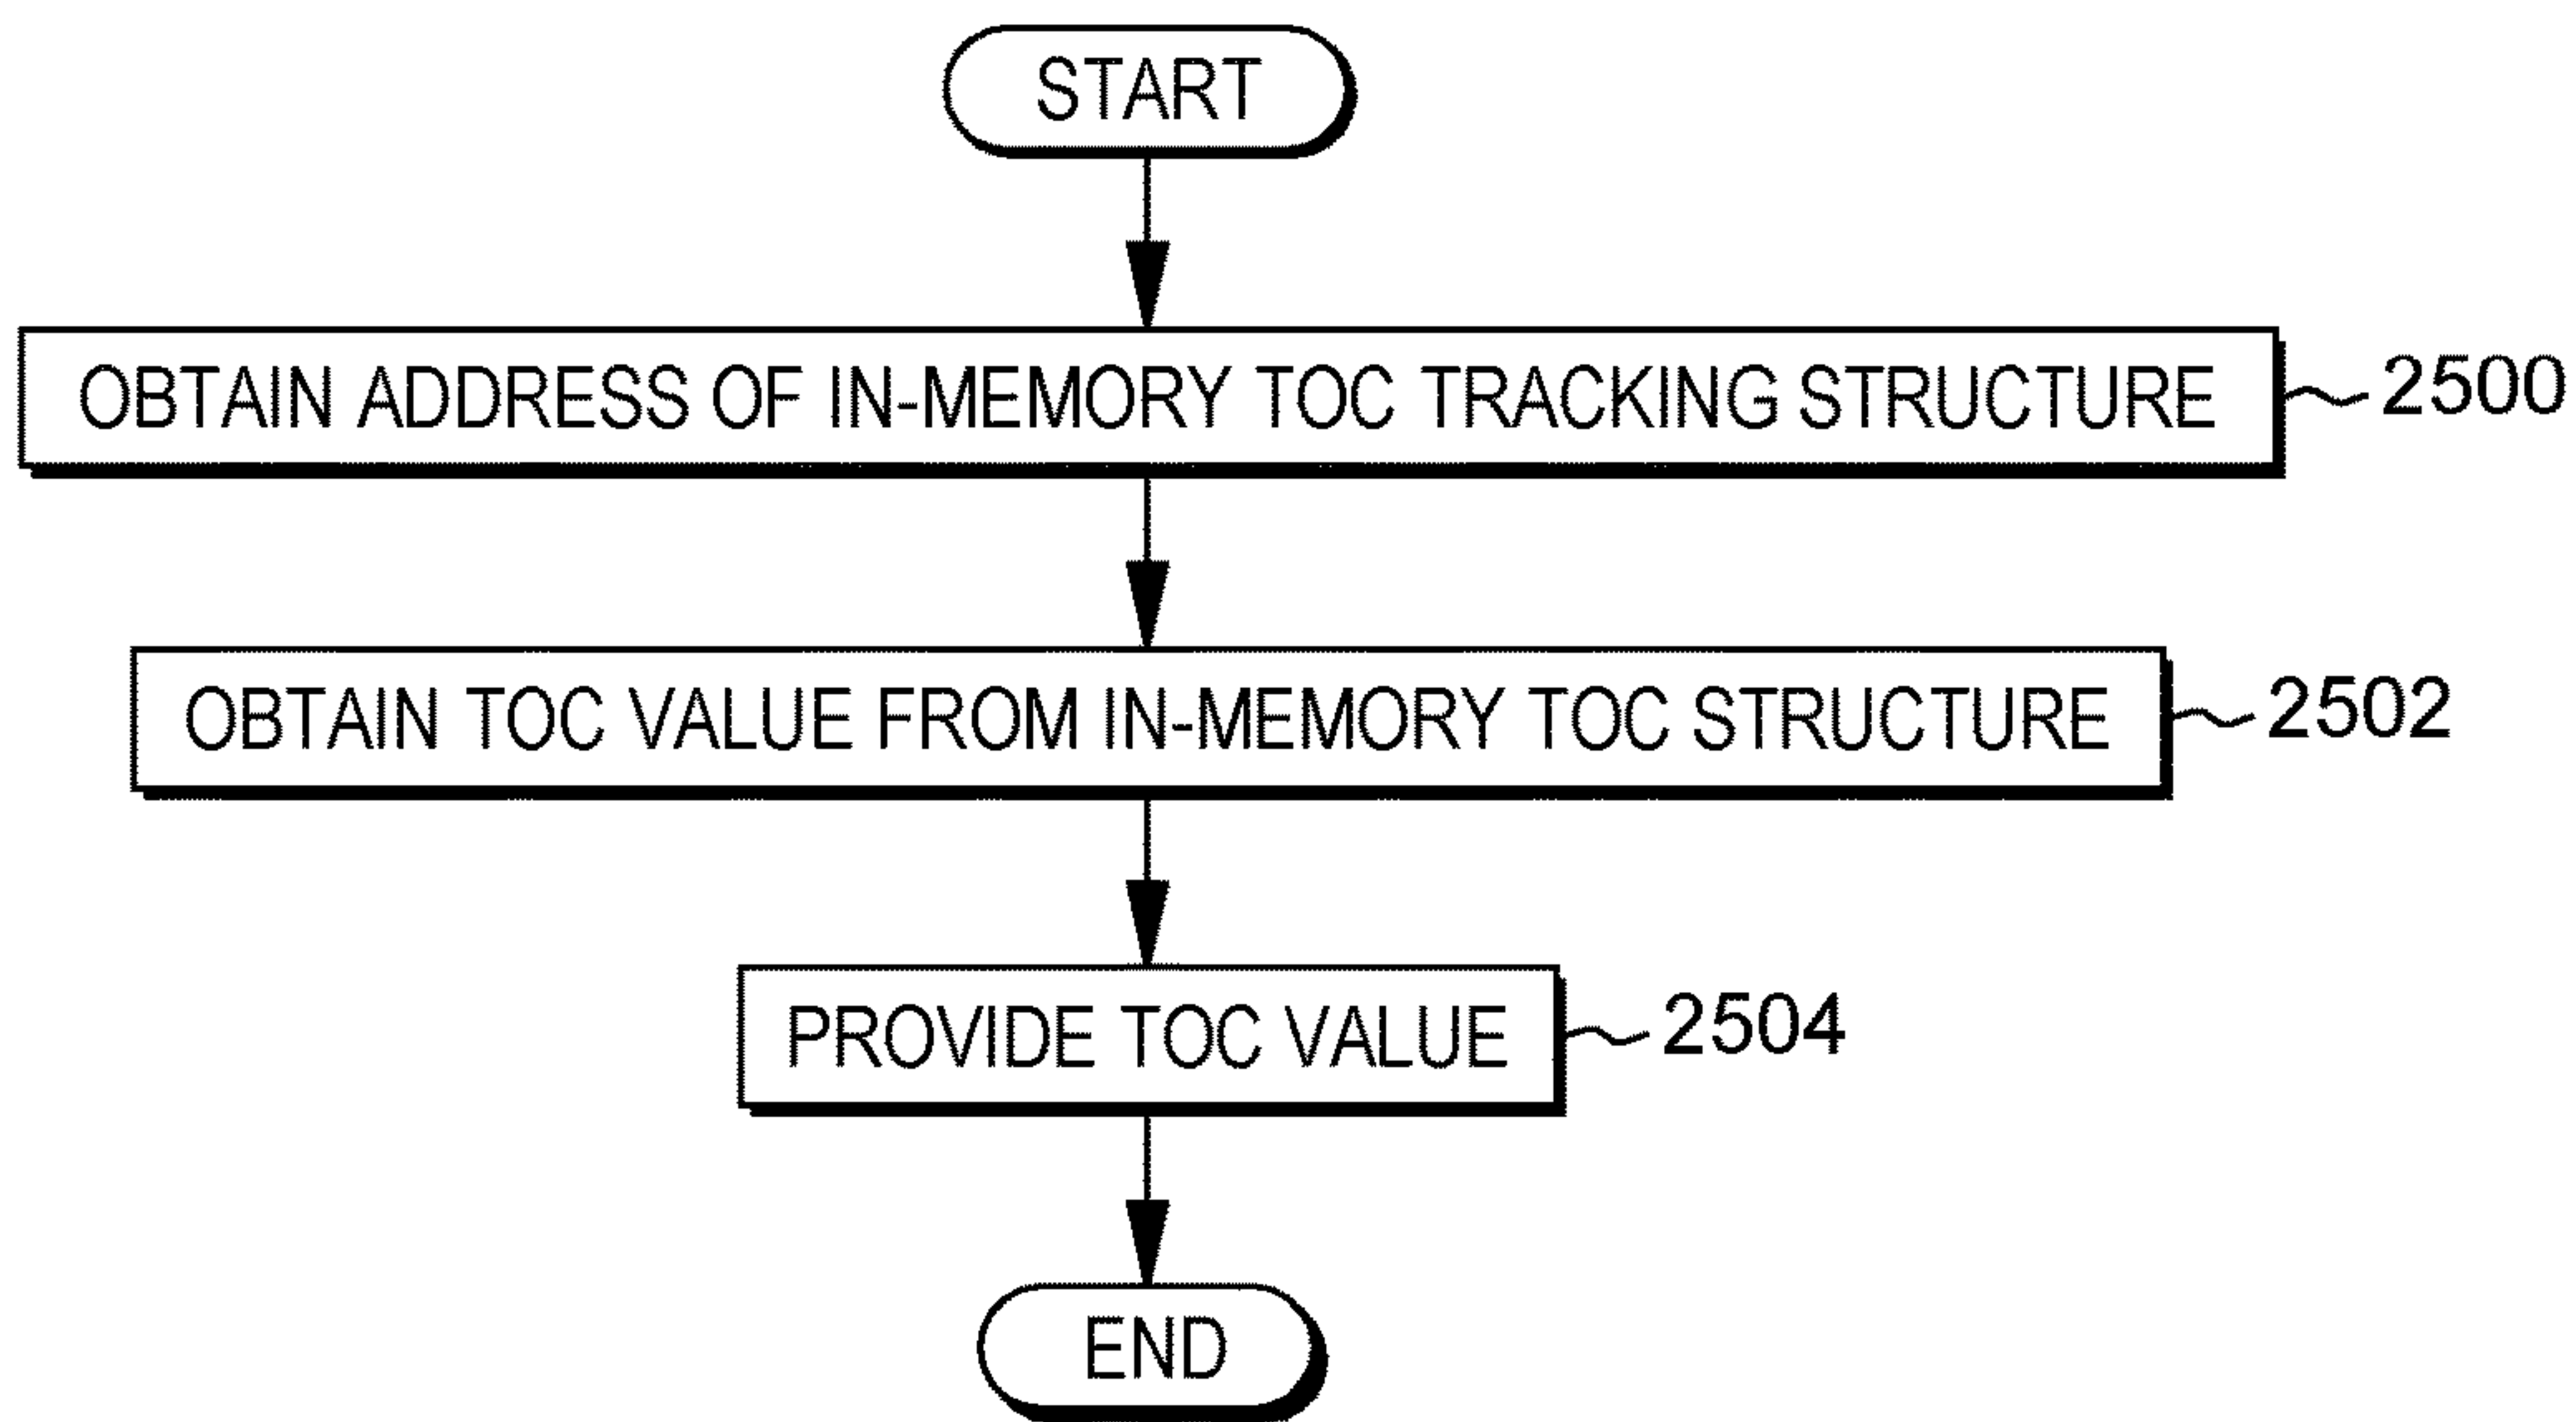 START
OBTAIN ADDRESS OF IN-MEMORY TOC TRACKING STRUCTURE 2500
OBTAIN TOC VALUE FROM IN-MEMORY TOC STRUCTURE 2502
PROVIDE TOC VALUE 2504
END